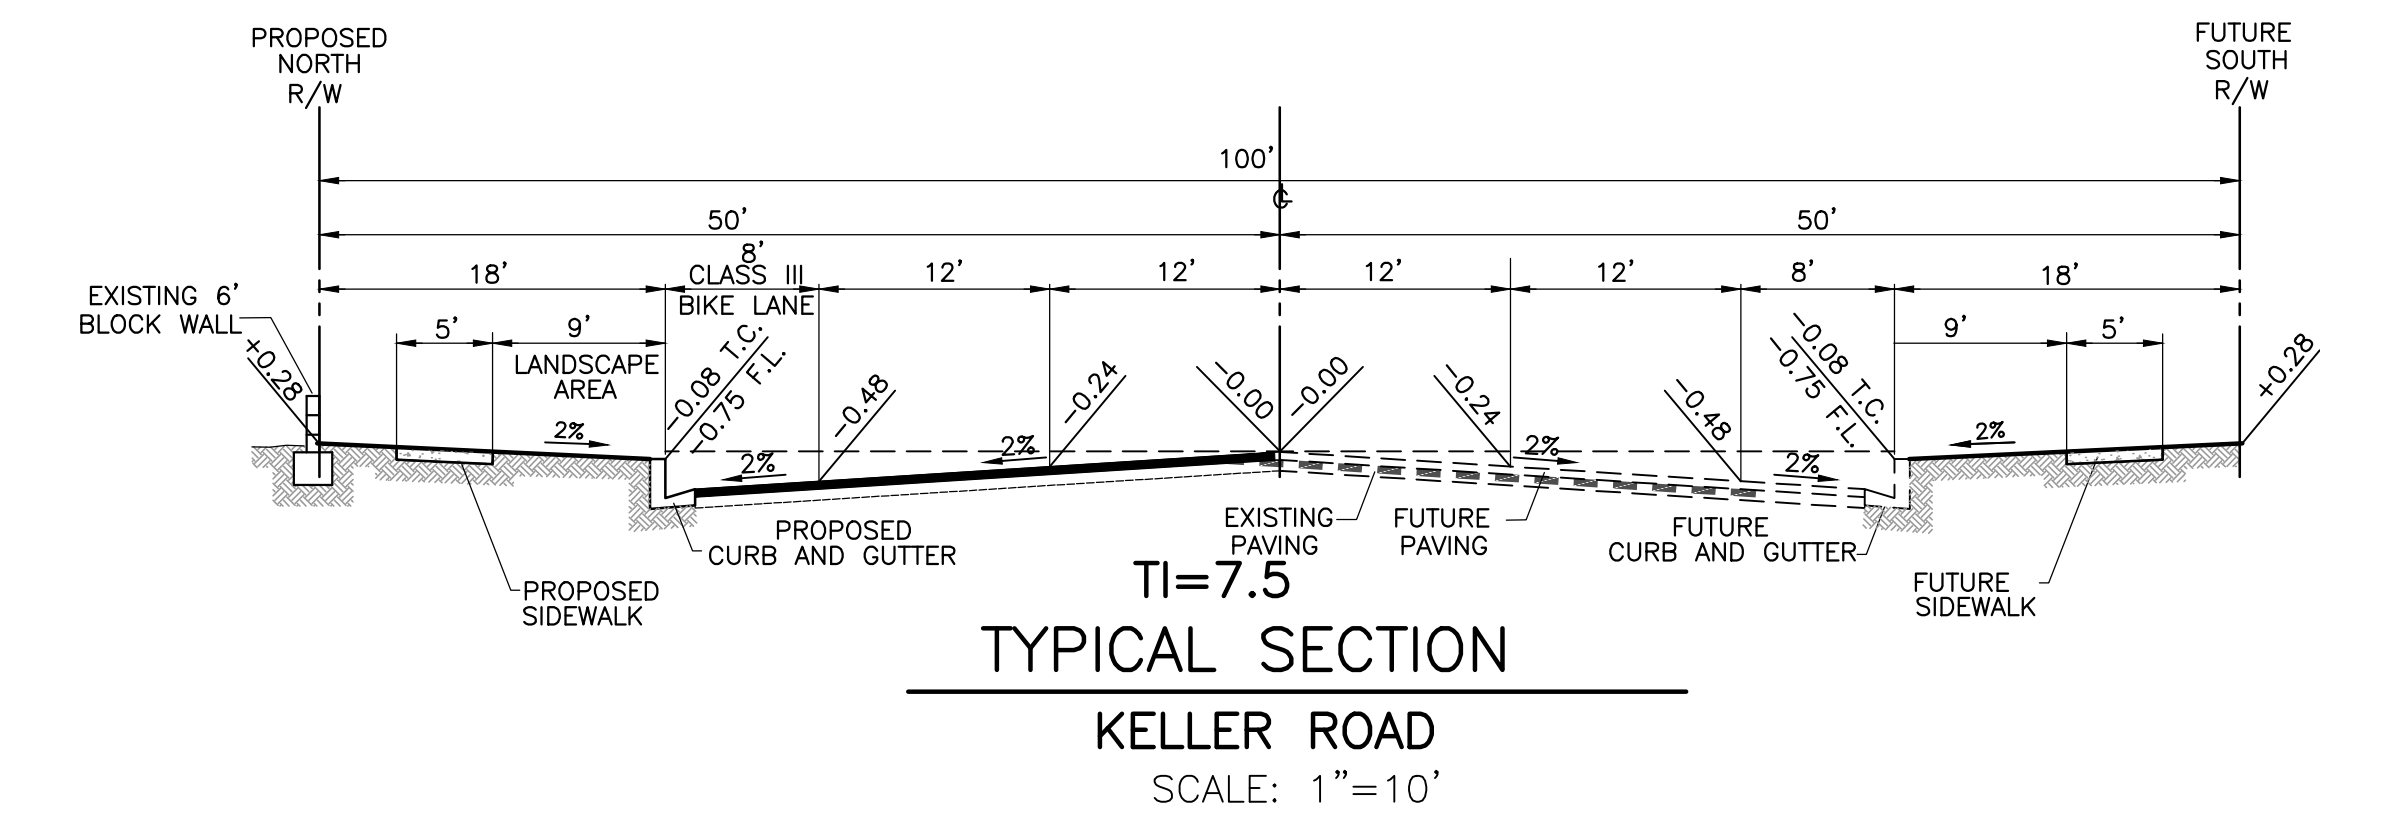 PROPOSED
NORTH
R/W
FUTURE
SOUTH
R/W
100'
℄
50'
50'
18'
8'
CLASS III
BIKE LANE
12'
12'
12'
12'
8'
18'
EXISTING 6'
BLOCK WALL
5'
9'
LANDSCAPE
AREA
9'
5'
+0.28
-0.08 T.C.
-0.75 F.L.
-0.48
-0.24
-0.00
-0.00
-0.24
-0.48
-0.08 T.C.
-0.75 F.L.
+0.28
2%
2%
2%
2%
2%
2%
PROPOSED
CURB AND GUTTER
EXISTING
PAVING
FUTURE
PAVING
FUTURE
CURB AND GUTTER
PROPOSED
SIDEWALK
FUTURE
SIDEWALK
TI=7.5
TYPICAL SECTION
KELLER ROAD
SCALE: 1"=10'